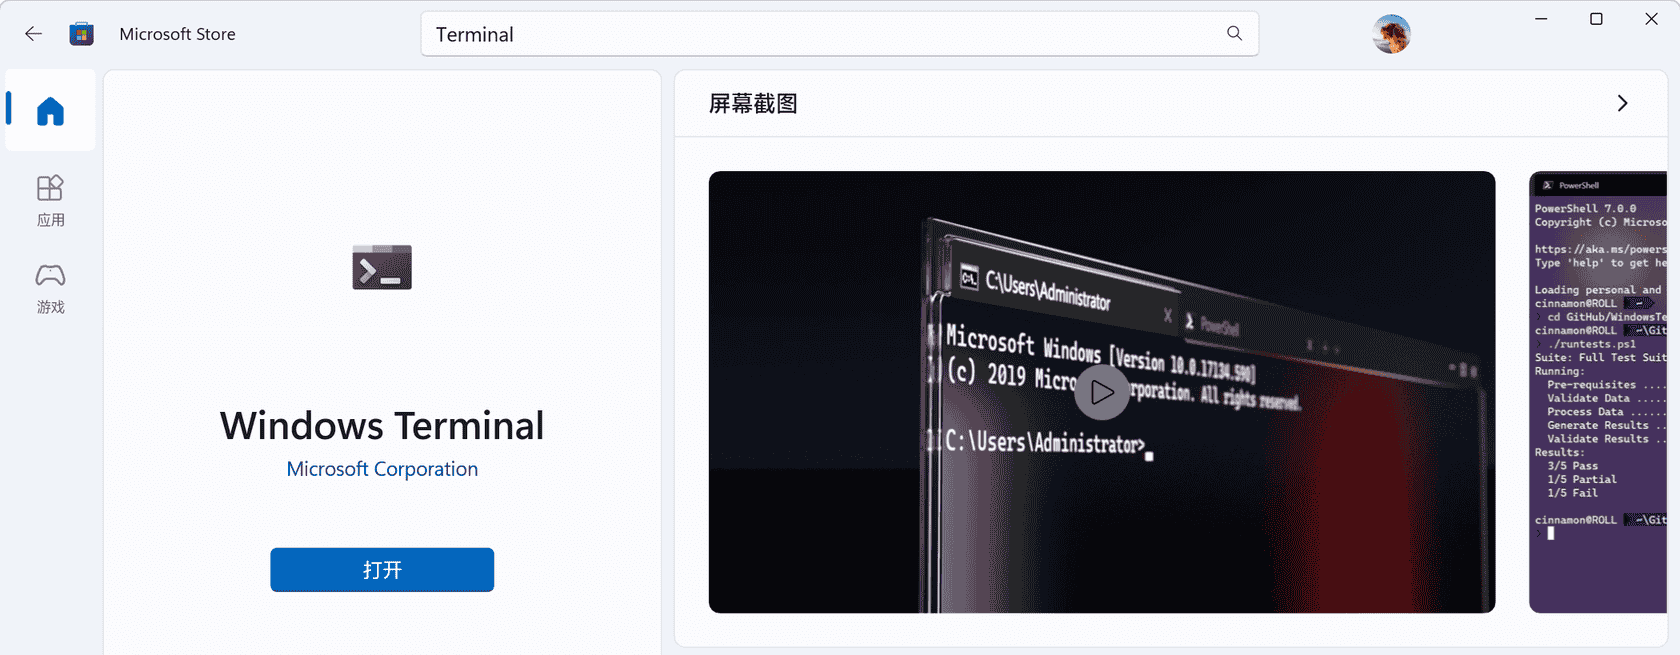 Microsoft Store
Terminal
应用
游戏
Windows Terminal
Microsoft Corporation
打开
屏幕截图
C:\Users\Administrator
PowerShell
Microsoft Windows [Version 10.0.17134.590]
(c) 2019 Micro rporation. All rights reserved.
C:\Users\Administrator>
PowerShell
PowerShell 7.0.0
Copyright (c) Microso
https://aka.ms/powers
Type 'help' to get he
Loading personal and
cinnamon@ROLL ~
cd GitHub/WindowsTe
cinnamon@ROLL ~\Git
./runtests.ps1
Suite: Full Test Suit
Running:
Pre-requisites ....
Validate Data .....
Process Data ......
Generate Results ..
Validate Results ..
Results:
3/5 Pass
1/5 Partial
1/5 Fail
cinnamon@ROLL ~\Git